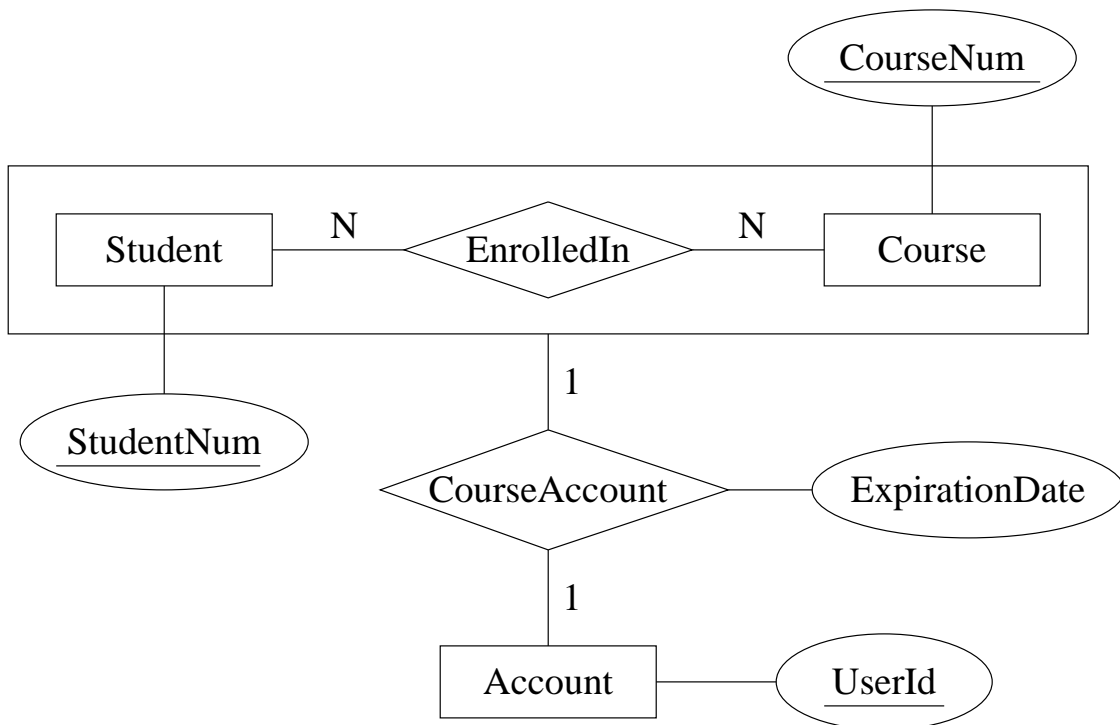 CourseNum
Student
N
EnrolledIn
N
Course
1
StudentNum
CourseAccount
ExpirationDate
1
Account
UserId